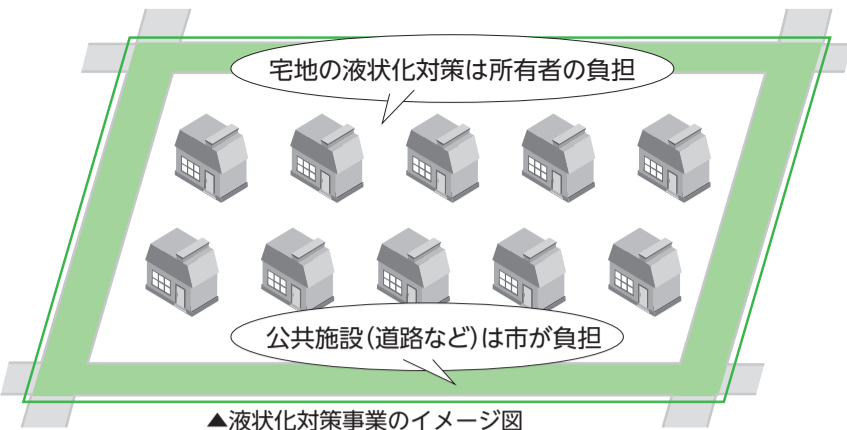 宅地の液状化対策は所有者の負担
公共施設(道路など)は市が負担
▲液状化対策事業のイメージ図